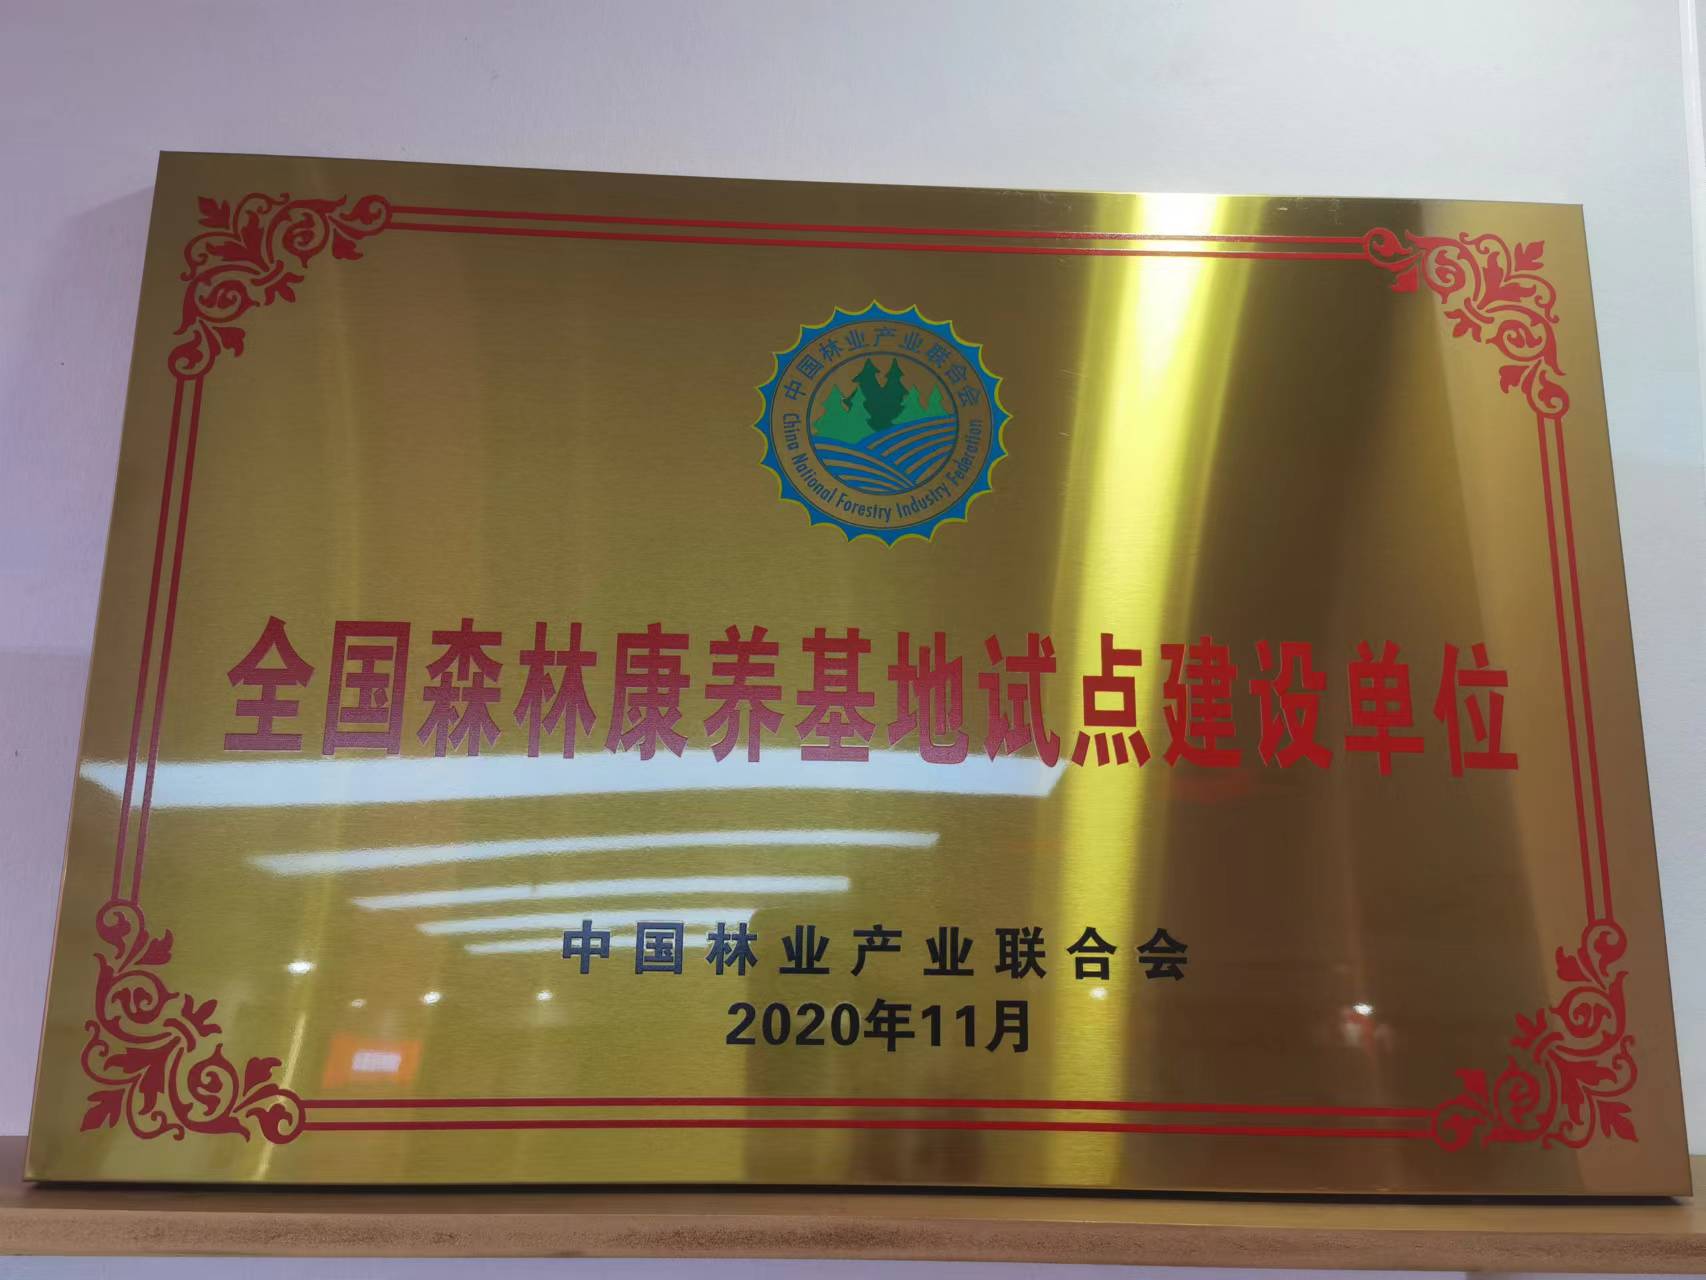 中国林业产业联合会
China National Forestry Industry Federation
全国森林康养基地试点建设单位
中国林业产业联合会
2020年11月